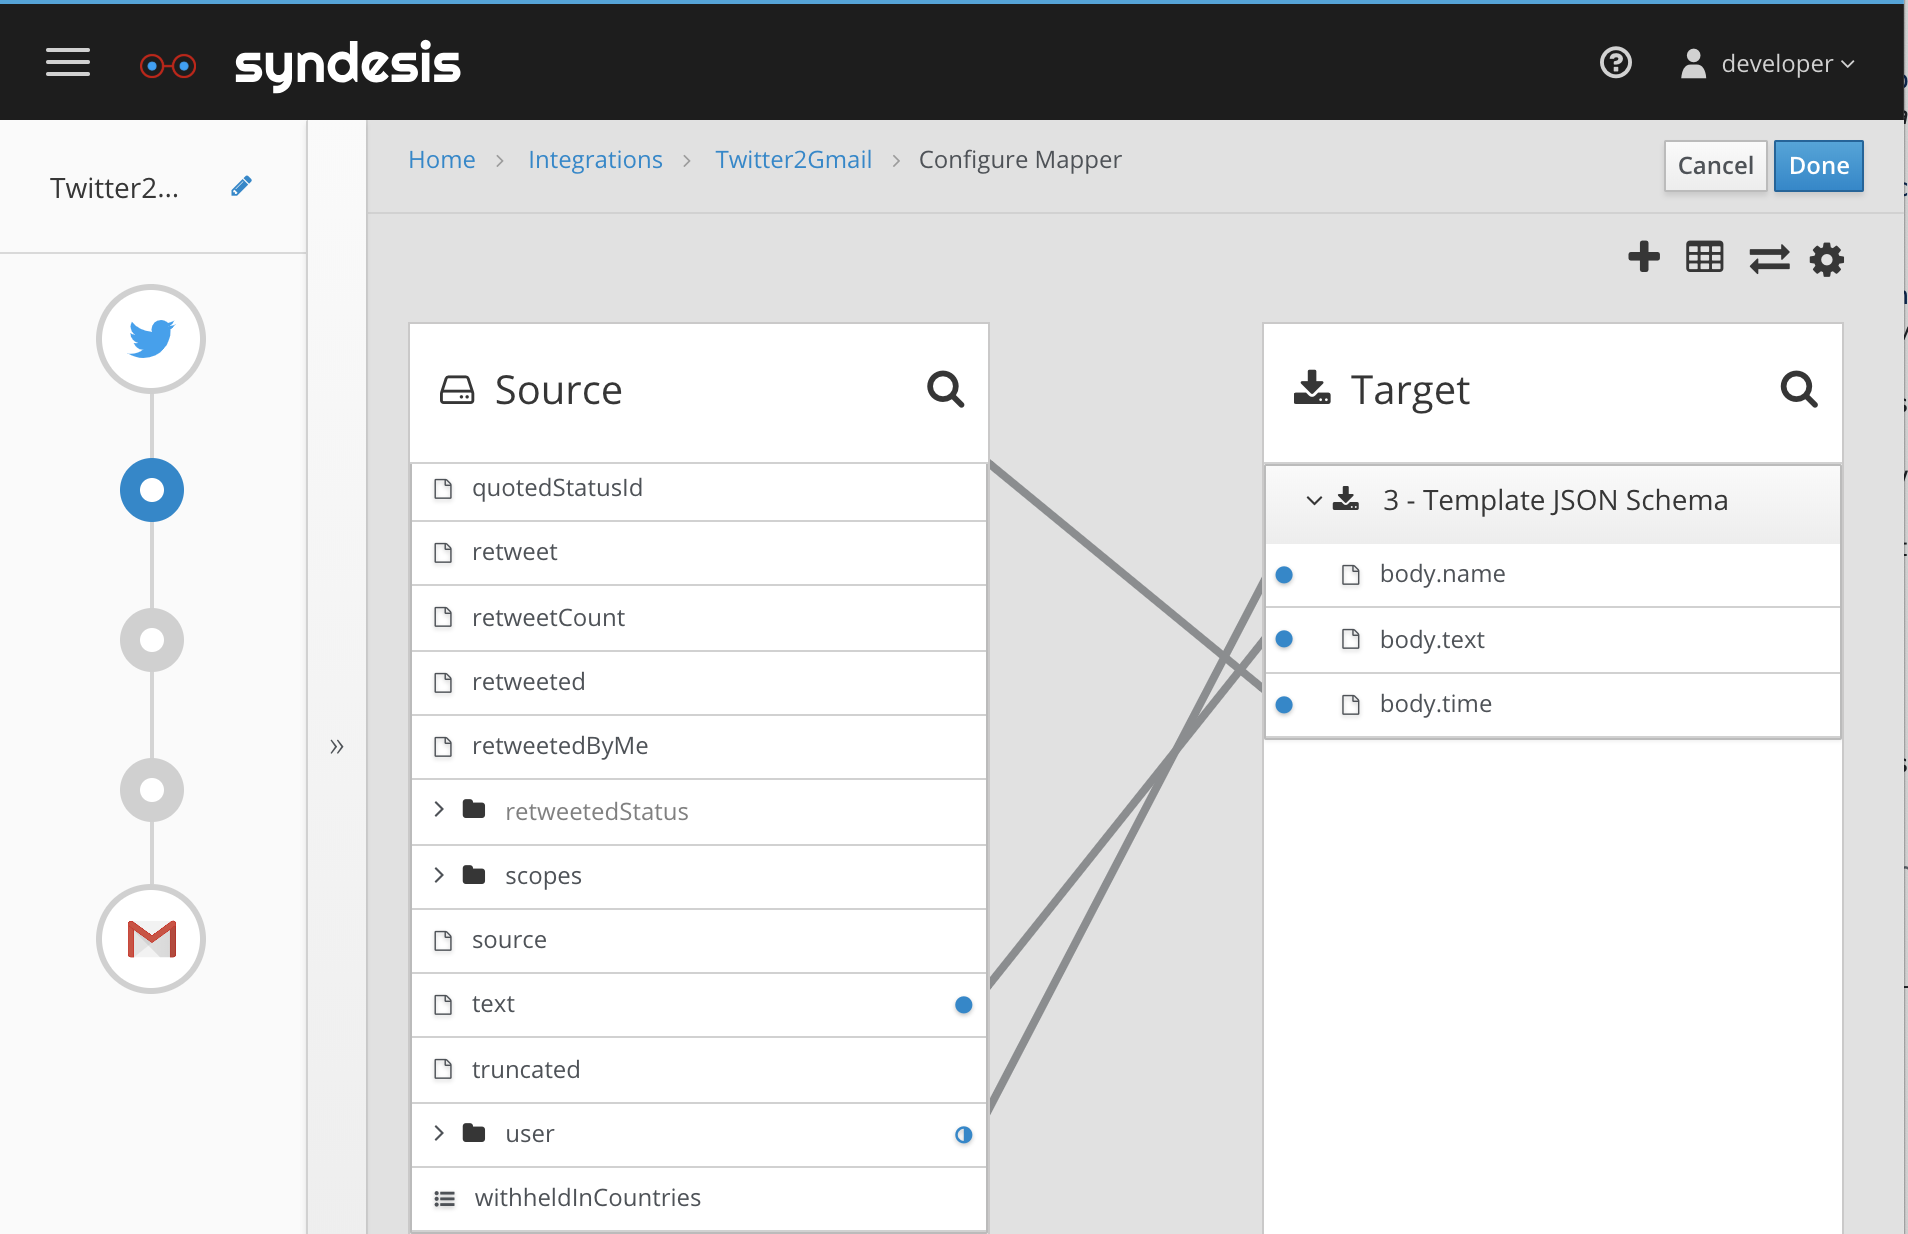 syndesis
developer
Home > Integrations > Twitter2Gmail > Configure Mapper
Cancel
Done
Twitter2...
Source
quotedStatusId
retweet
retweetCount
retweeted
retweetedByMe
retweetedStatus
scopes
source
text
truncated
user
withheldInCountries
Target
3 - Template JSON Schema
body.name
body.text
body.time